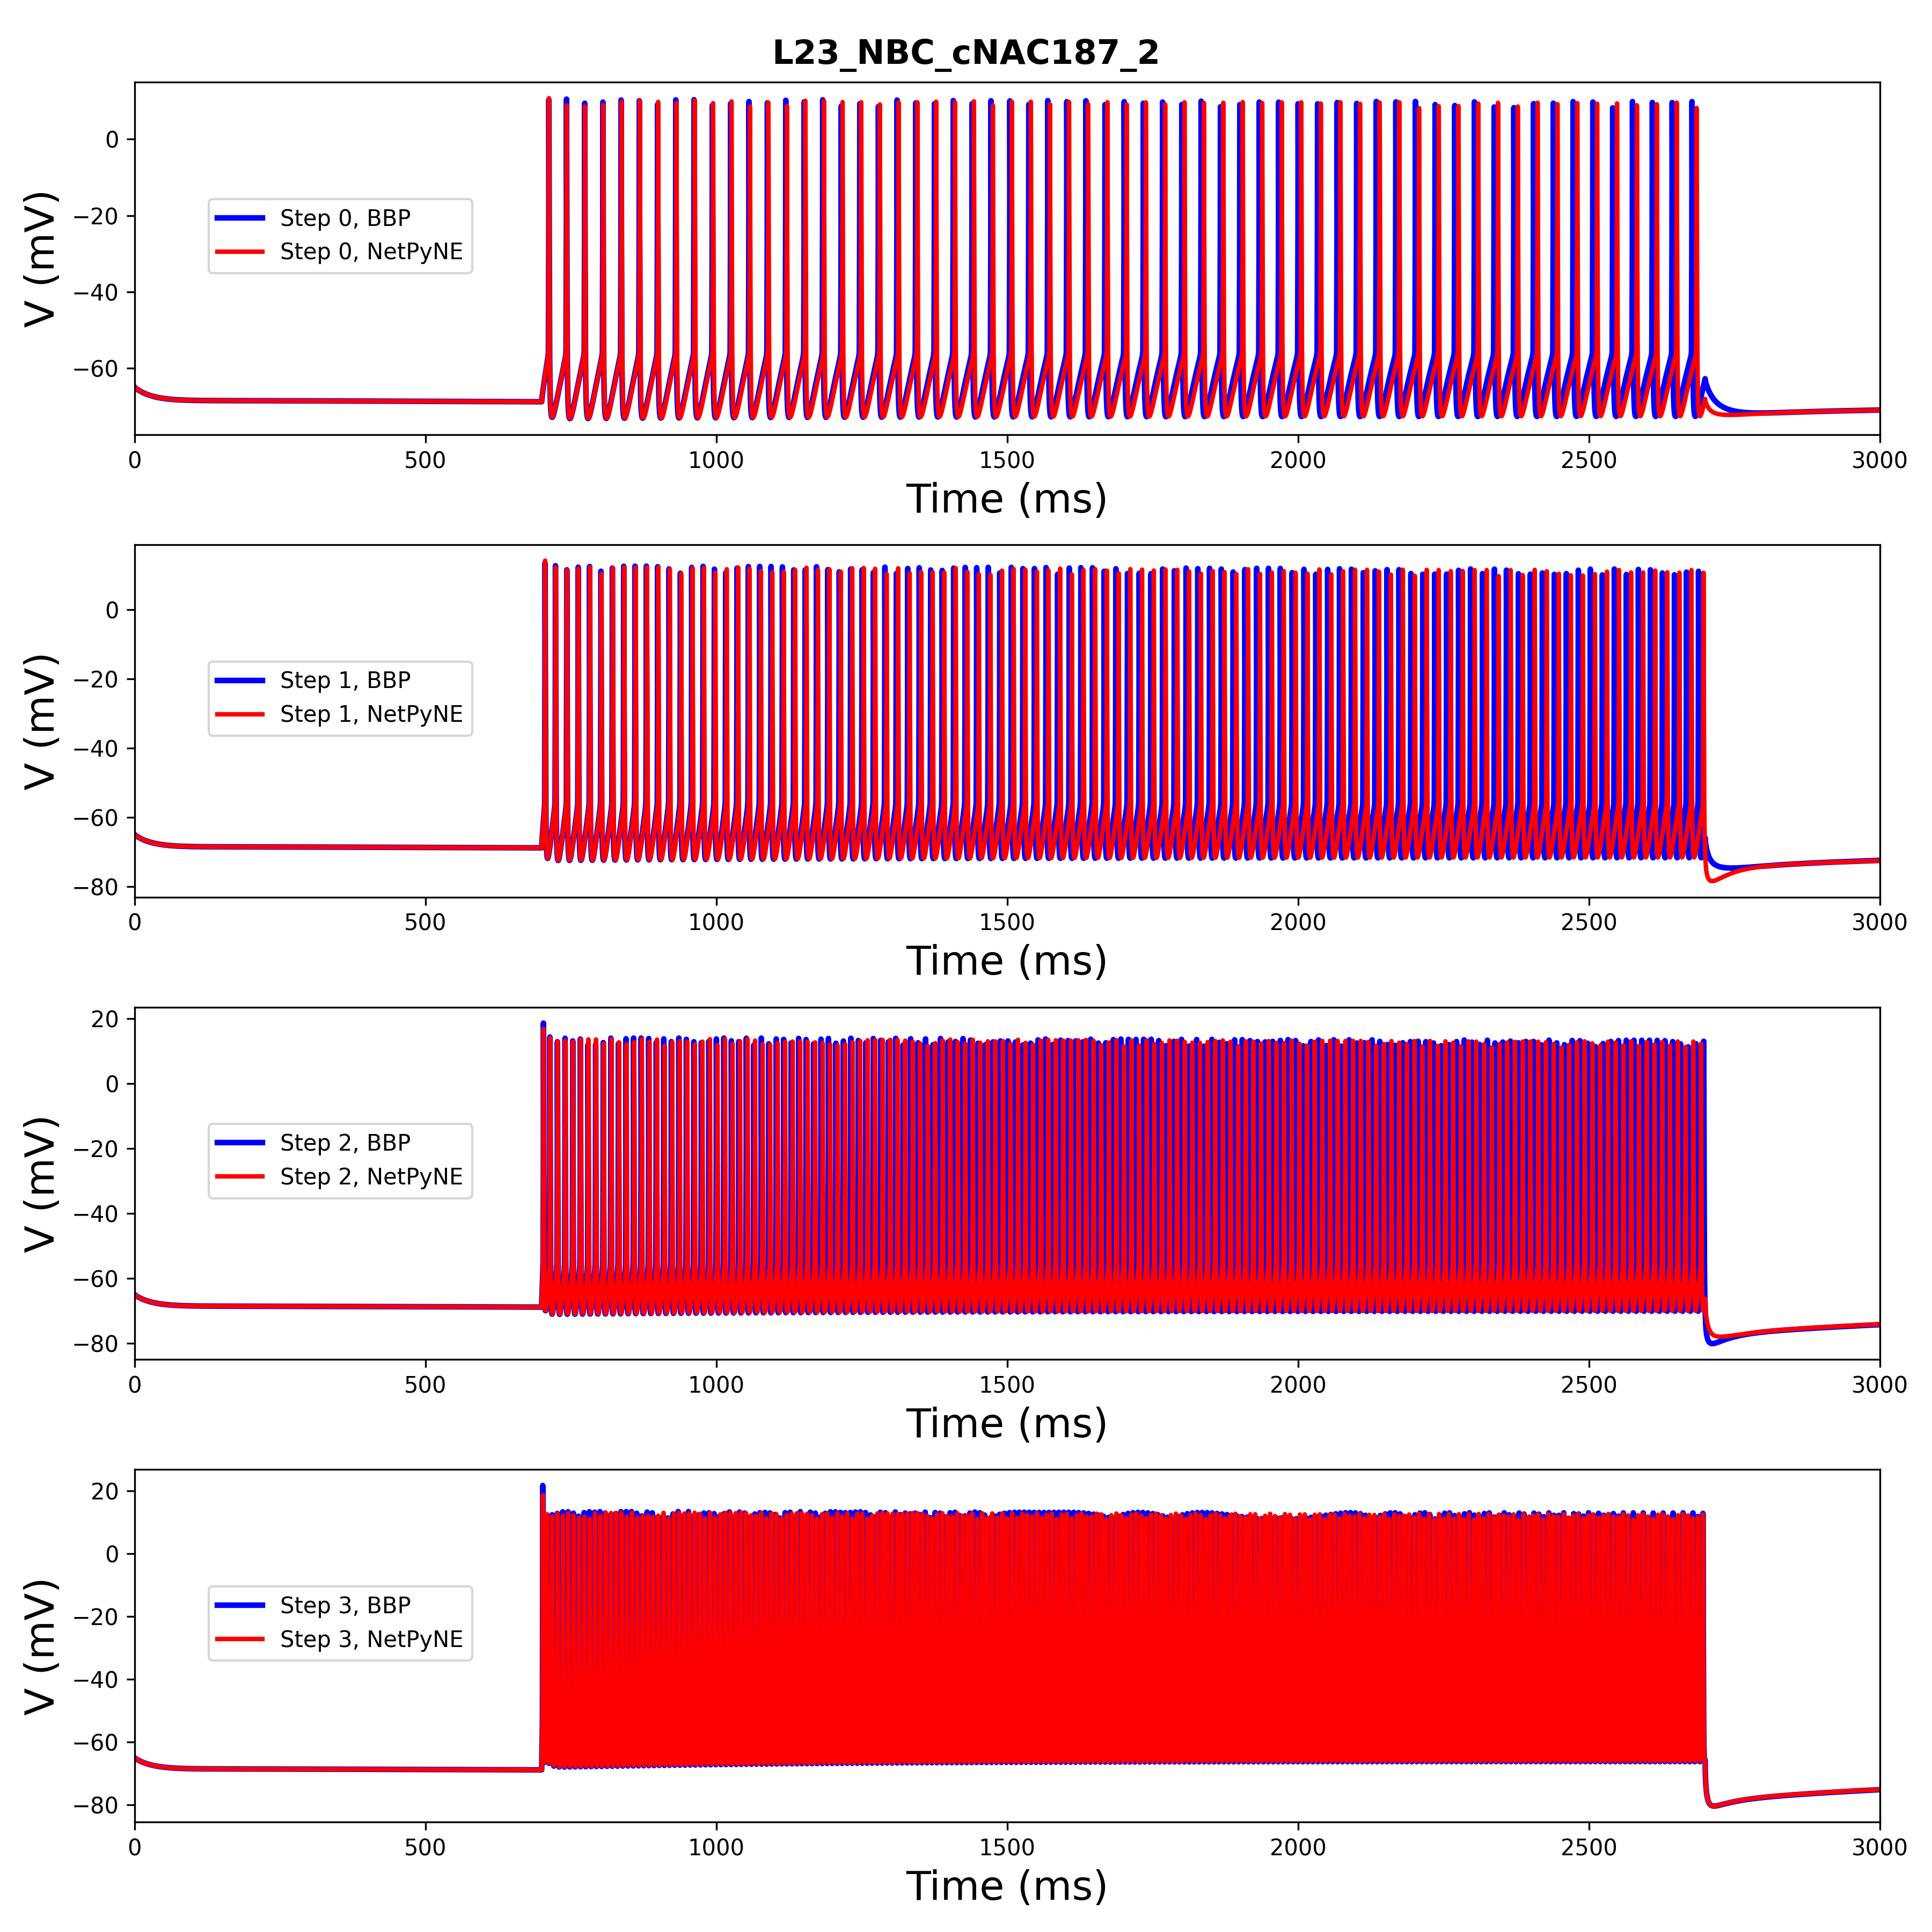 L23_NBC_cNAC187_2
V (mV)
0
−20
−40
−60
Step 0, BBP
Step 0, NetPyNE
0 500 1000 1500 2000 2500 3000
Time (ms)
V (mV)
0
−20
−40
−60
−80
Step 1, BBP
Step 1, NetPyNE
0 500 1000 1500 2000 2500 3000
Time (ms)
V (mV)
20
0
−20
−40
−60
−80
Step 2, BBP
Step 2, NetPyNE
0 500 1000 1500 2000 2500 3000
Time (ms)
V (mV)
20
0
−20
−40
−60
−80
Step 3, BBP
Step 3, NetPyNE
0 500 1000 1500 2000 2500 3000
Time (ms)